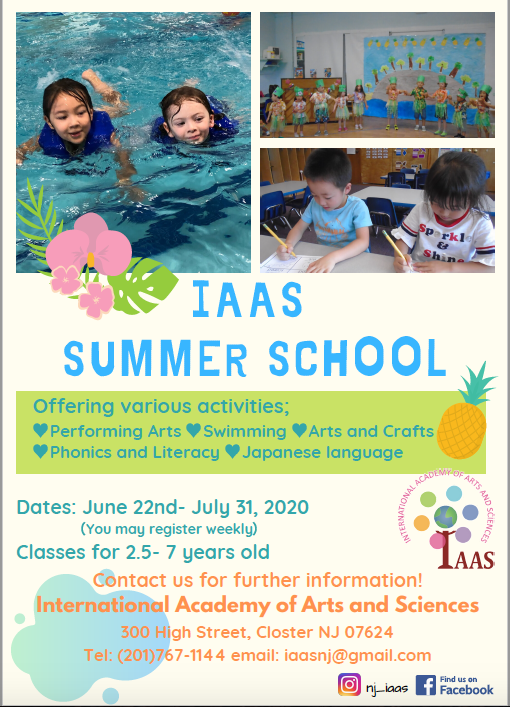 Sparkle
& Shine
IAAS
SUMMER SCHOOL
Offering various activities;
♥Performing Arts ♥Swimming ♥Arts and Crafts
♥Phonics and Literacy ♥Japanese language
Dates: June 22nd- July 31, 2020
(You may register weekly)
Classes for 2.5- 7 years old
INTERNATIONAL ACADEMY OF ARTS AND SCIENCES
IAAS
Contact us for further information!
International Academy of Arts and Sciences
300 High Street, Closter NJ 07624
Tel: (201)767-1144 email: iaasnj@gmail.com
nj_iaas
Find us on
Facebook